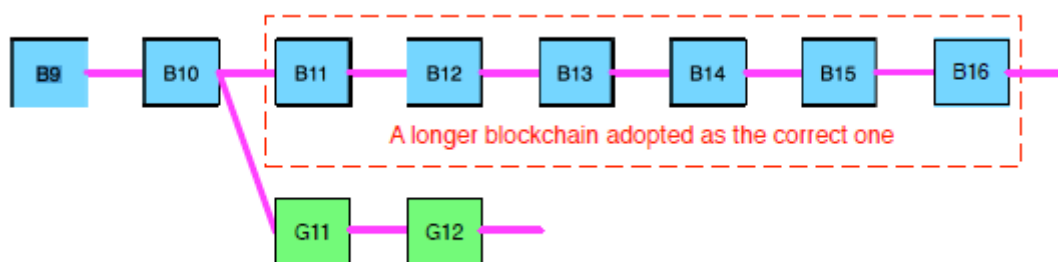 B9 B10 B11 B12 B13 B14 B15 B16
A longer blockchain adopted as the correct one
G11 G12